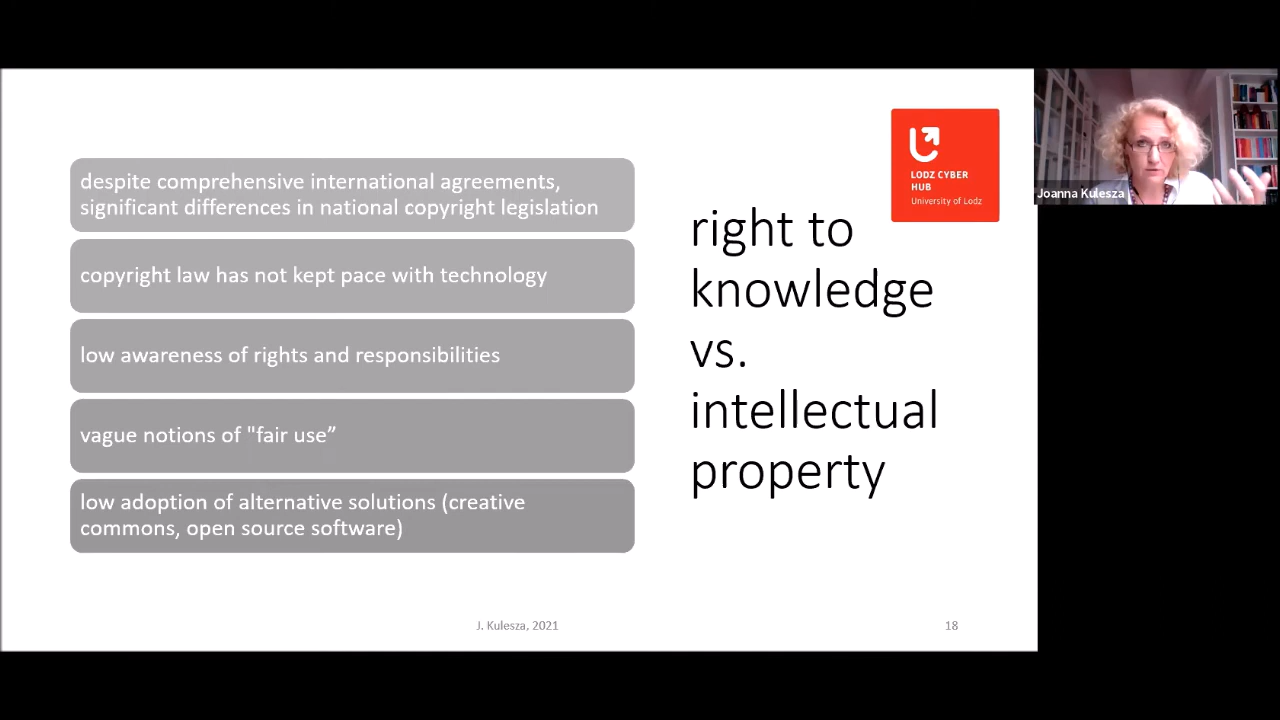 despite comprehensive international agreements,
significant differences in national copyright legislation
copyright law has not kept pace with technology
low awareness of rights and responsibilities
vague notions of "fair use”
low adoption of alternative solutions (creative
commons, open source software)
right to
knowledge
vs.
intellectual
property
LODZ CYBER
HUB
University of Lodz
Joanna Kulesza
J. Kulesza, 2021
18